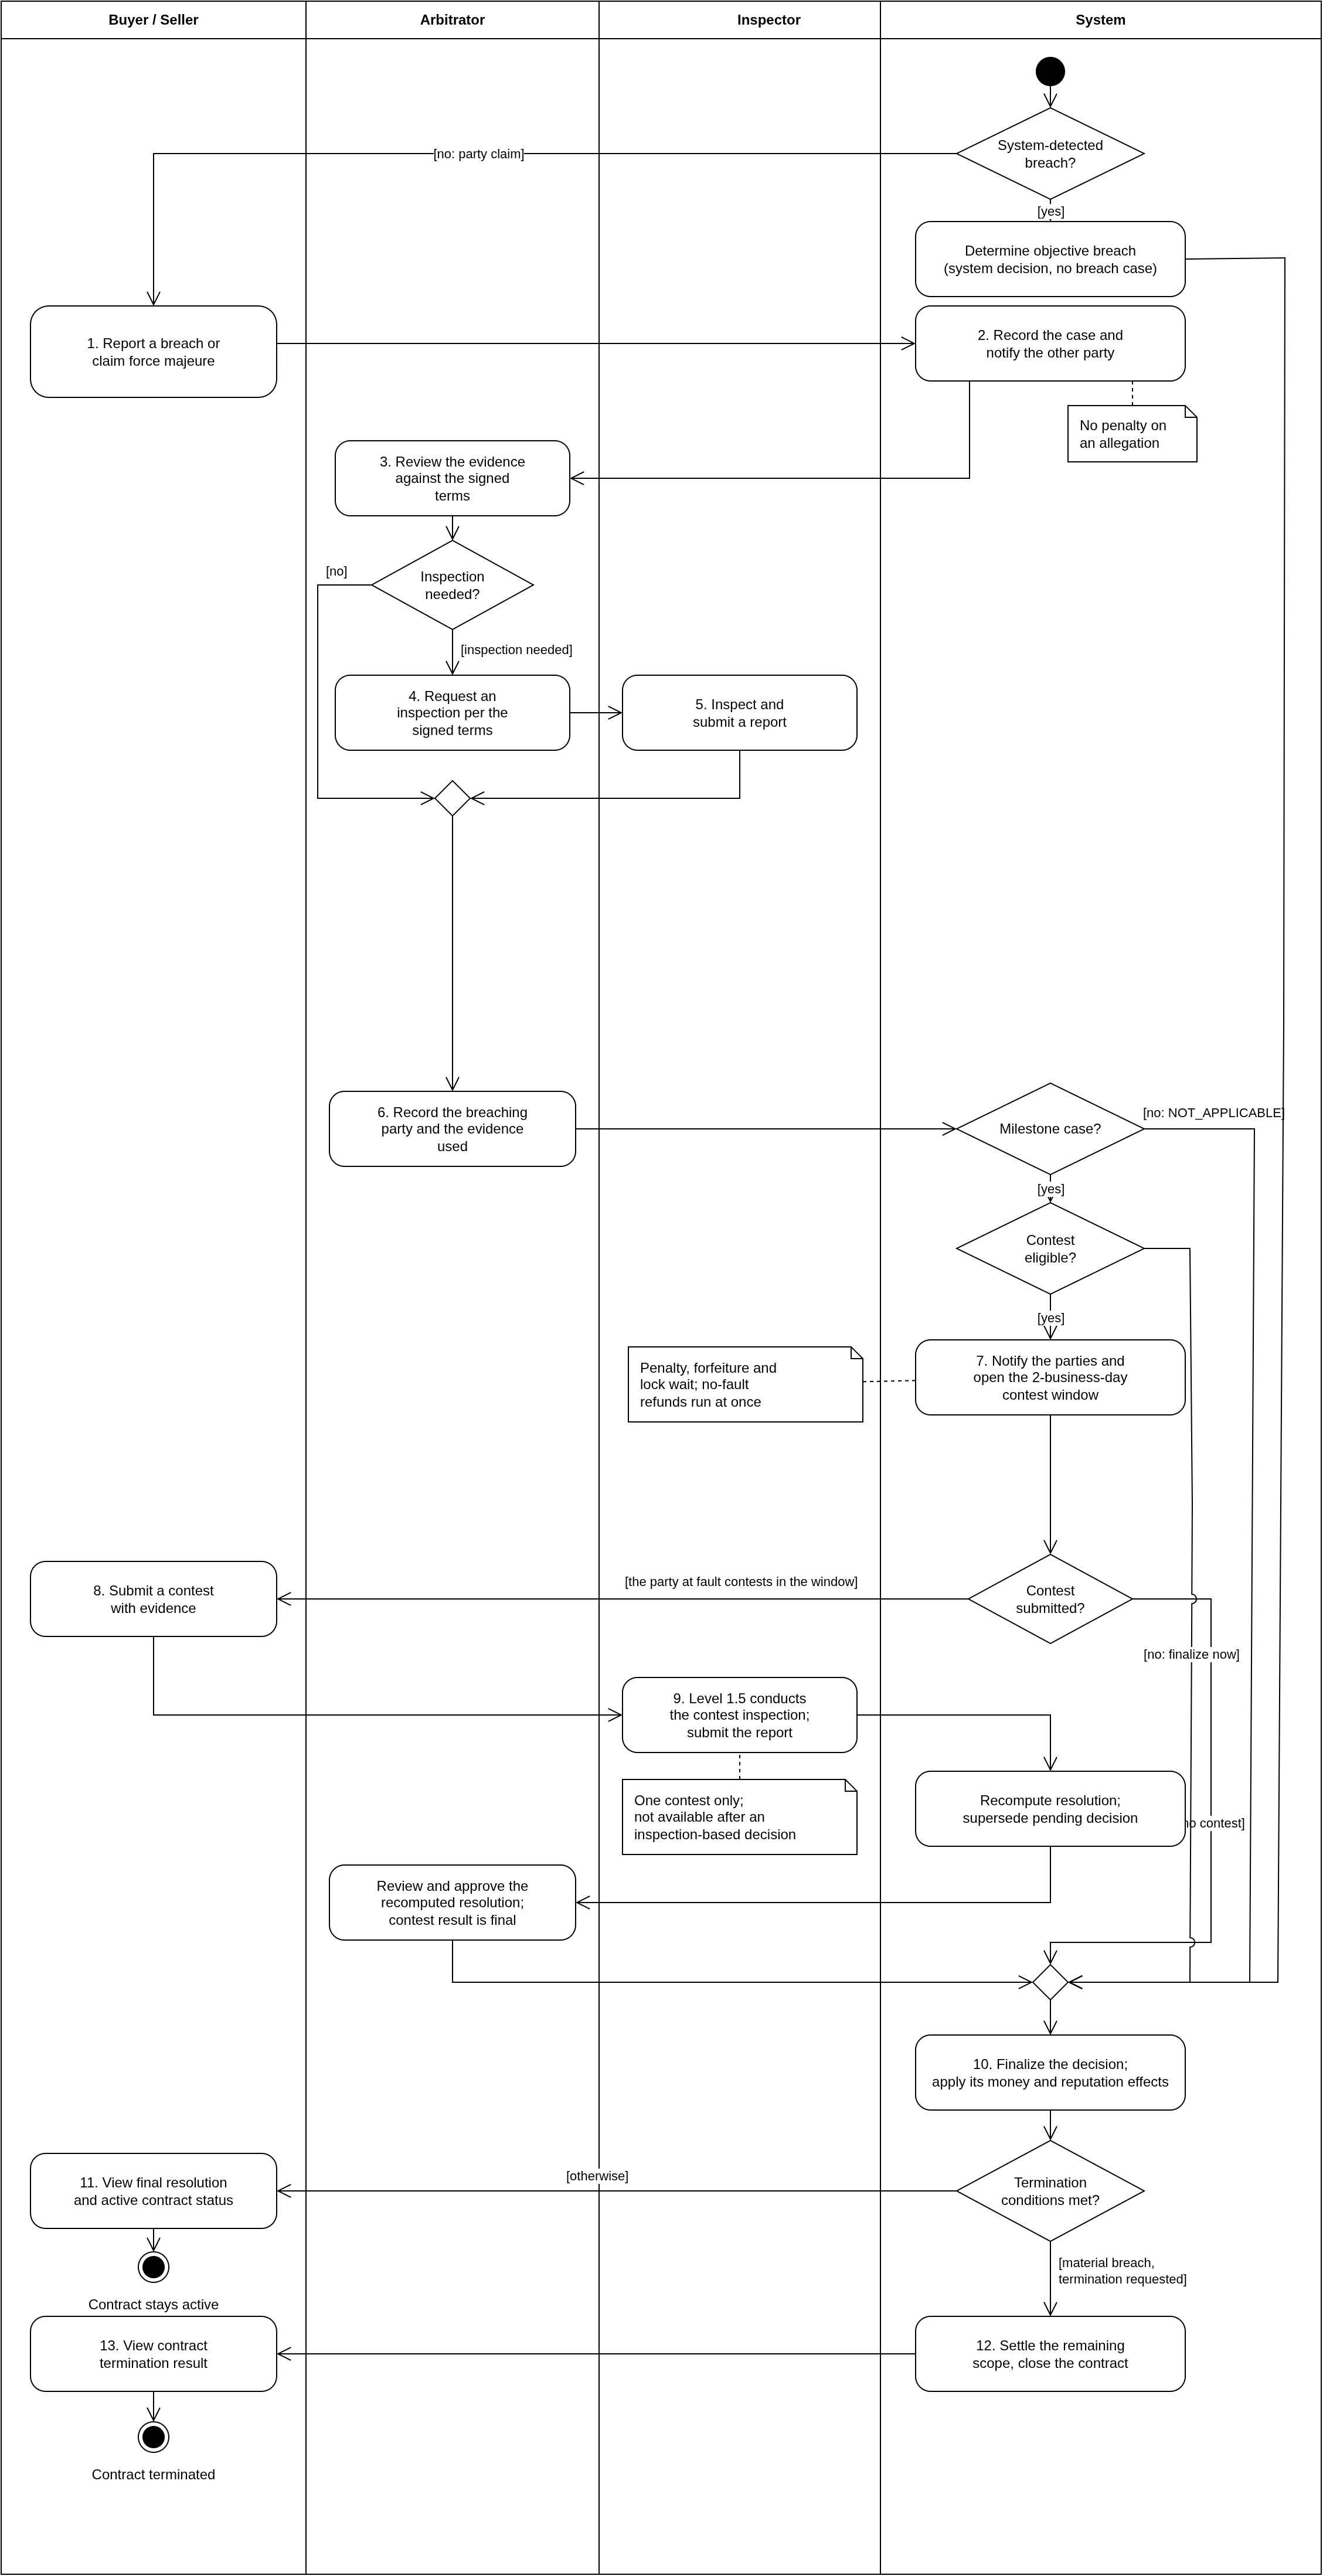 Buyer / Seller
Arbitrator
Inspector
System
System-detected
breach?
[no: party claim]
[yes]
Determine objective breach
(system decision, no breach case)
1. Report a breach or
claim force majeure
2. Record the case and
notify the other party
No penalty on
an allegation
3. Review the evidence
against the signed
terms
Inspection
needed?
[no]
[inspection needed]
4. Request an
inspection per the
signed terms
5. Inspect and
submit a report
6. Record the breaching
party and the evidence
used
Milestone case?
[no: NOT_APPLICABLE]
[yes]
Contest
eligible?
[yes]
7. Notify the parties and
open the 2-business-day
contest window
Penalty, forfeiture and
lock wait; no-fault
refunds run at once
8. Submit a contest
with evidence
[the party at fault contests in the window]
Contest
submitted?
[no: finalize now]
9. Level 1.5 conducts
the contest inspection;
submit the report
One contest only;
not available after an
inspection-based decision
Recompute resolution;
supersede pending decision
contest]
Review and approve the
recomputed resolution;
contest result is final
10. Finalize the decision;
apply its money and reputation effects
Termination
conditions met?
[otherwise]
11. View final resolution
and active contract status
Contract stays active
[material breach,
termination requested]
12. Settle the remaining
scope, close the contract
13. View contract
termination result
Contract terminated